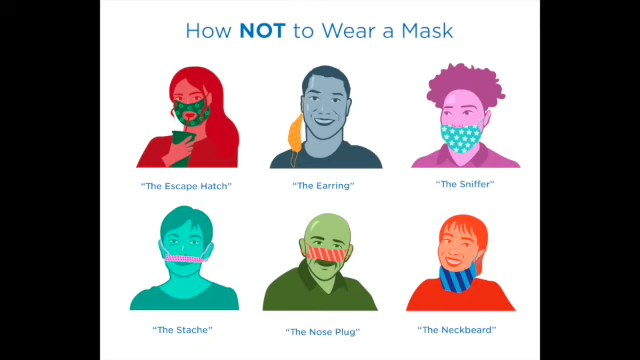 How NOT to Wear a Mask
“The Escape Hatch”
“The Earring”
“The Sniffer”
“The Stache”
“The Nose Plug”
“The Neckbeard”